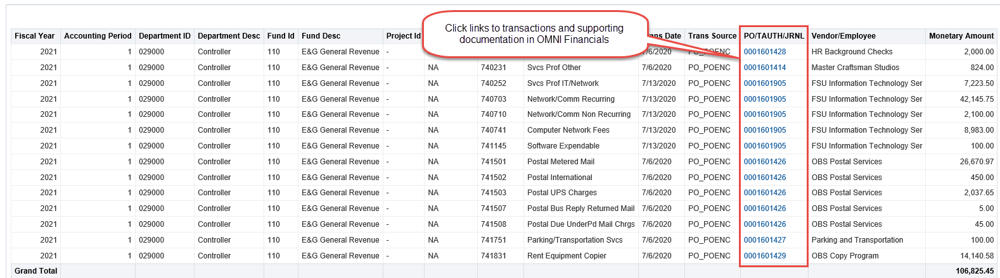 Click links to transactions and supporting
documentation in OMNI Financials
Fiscal Year Accounting Period Department ID Department Desc Fund Id Fund Desc Project Id Trans Date Trans Source PO/TAUTH/JRNL Vendor/Employee Monetary Amount
2021 1 029000 Controller 110 E&G General Revenue - 7/6/2020 PO_POENC 0001601428 HR Background Checks 2,000.00
2021 1 029000 Controller 110 E&G General Revenue - NA 740231 Svcs Prof Other 7/6/2020 PO_POENC 0001601414 Master Craftsman Studios 824.00
2021 1 029000 Controller 110 E&G General Revenue - NA 740252 Svcs Prof IT/Network 7/13/2020 PO_POENC 0001601905 FSU Information Technology Ser 7,223.50
2021 1 029000 Controller 110 E&G General Revenue - NA 740703 Network/Comm Recurring 7/13/2020 PO_POENC 0001601905 FSU Information Technology Ser 42,145.75
2021 1 029000 Controller 110 E&G General Revenue - NA 740710 Network/Comm Non Recurring 7/13/2020 PO_POENC 0001601905 FSU Information Technology Ser 2,100.00
2021 1 029000 Controller 110 E&G General Revenue - NA 740741 Computer Network Fees 7/13/2020 PO_POENC 0001601905 FSU Information Technology Ser 8,983.00
2021 1 029000 Controller 110 E&G General Revenue - NA 741145 Software Expendable 7/13/2020 PO_POENC 0001601905 FSU Information Technology Ser 100.00
2021 1 029000 Controller 110 E&G General Revenue - NA 741501 Postal Metered Mail 7/6/2020 PO_POENC 0001601426 OBS Postal Services 26,670.97
2021 1 029000 Controller 110 E&G General Revenue - NA 741502 Postal International 7/6/2020 PO_POENC 0001601426 OBS Postal Services 450.00
2021 1 029000 Controller 110 E&G General Revenue - NA 741503 Postal UPS Charges 7/6/2020 PO_POENC 0001601426 OBS Postal Services 2,037.65
2021 1 029000 Controller 110 E&G General Revenue - NA 741507 Postal Bus Reply Returned Mail 7/6/2020 PO_POENC 0001601426 OBS Postal Services 5.00
2021 1 029000 Controller 110 E&G General Revenue - NA 741508 Postal Due UnderPd Mail Chrgs 7/6/2020 PO_POENC 0001601426 OBS Postal Services 45.00
2021 1 029000 Controller 110 E&G General Revenue - NA 741751 Parking/Transportation Svcs 7/6/2020 PO_POENC 0001601427 Parking and Transportation 100.00
2021 1 029000 Controller 110 E&G General Revenue - NA 741831 Rent Equipment Copier 7/6/2020 PO_POENC 0001601429 OBS Copy Program 14,140.58
Grand Total 106,825.45